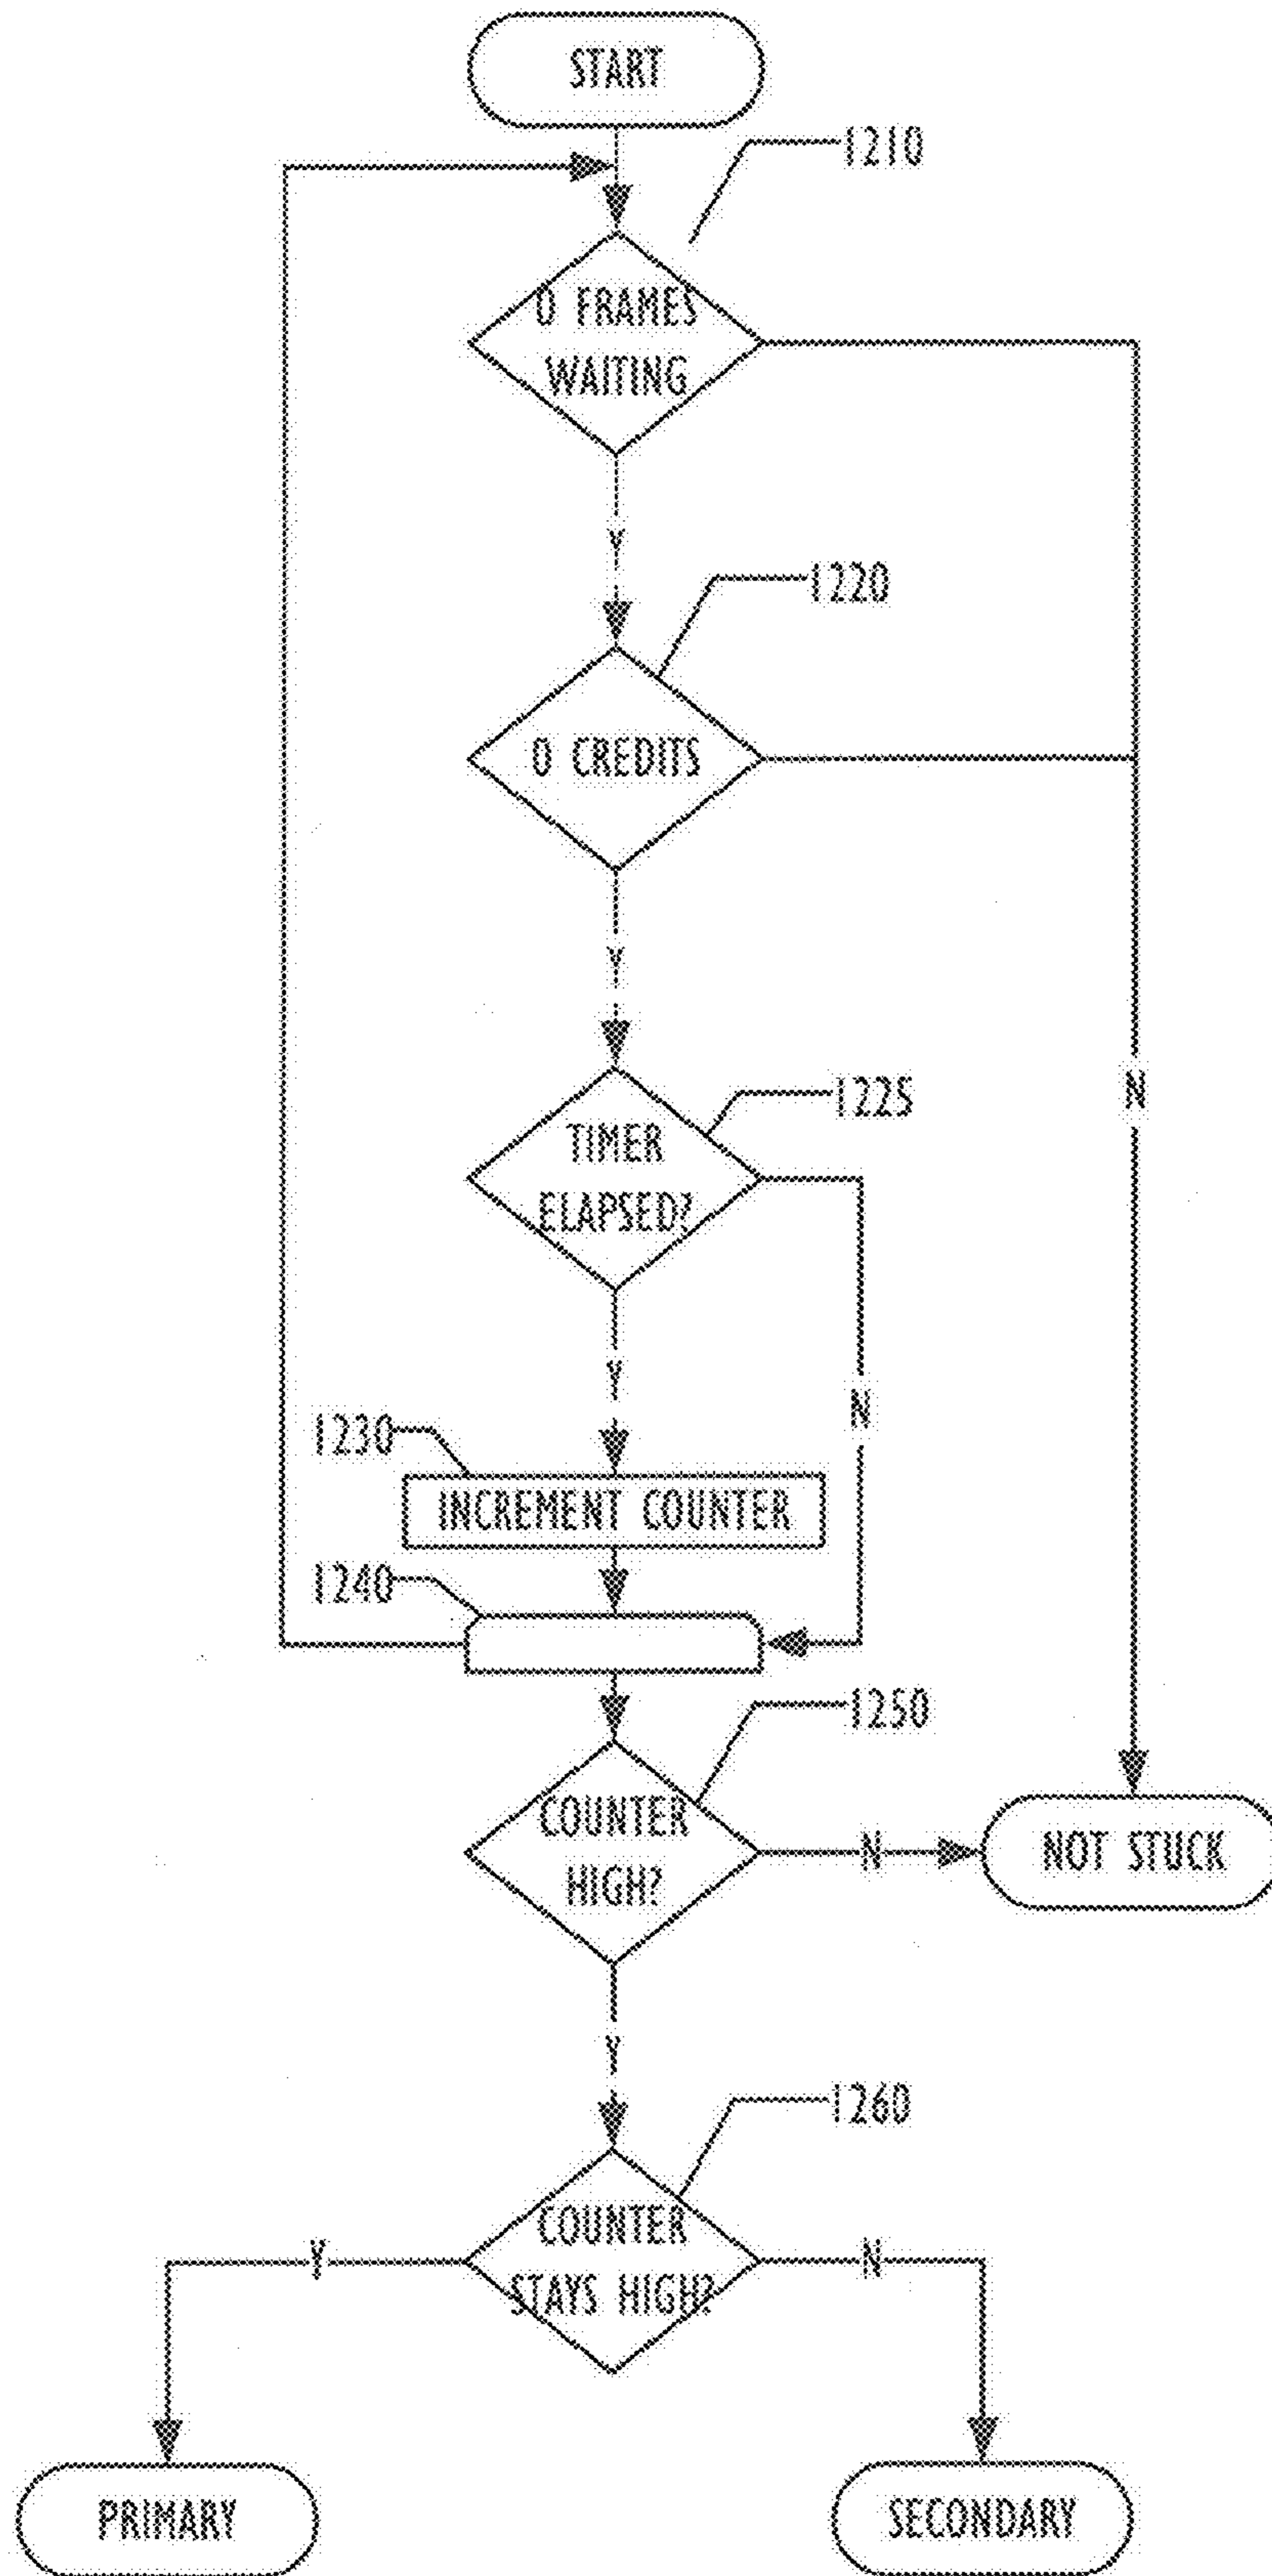 START
1210
0 FRAMES
WAITING
Y
1220
0 CREDITS
Y
1225
TIMER
ELAPSED?
N
Y
N
1230
INCREMENT COUNTER
1240
1250
COUNTER
HIGH?
N
NOT STUCK
Y
1260
COUNTER
STAYS HIGH?
Y
N
PRIMARY
SECONDARY